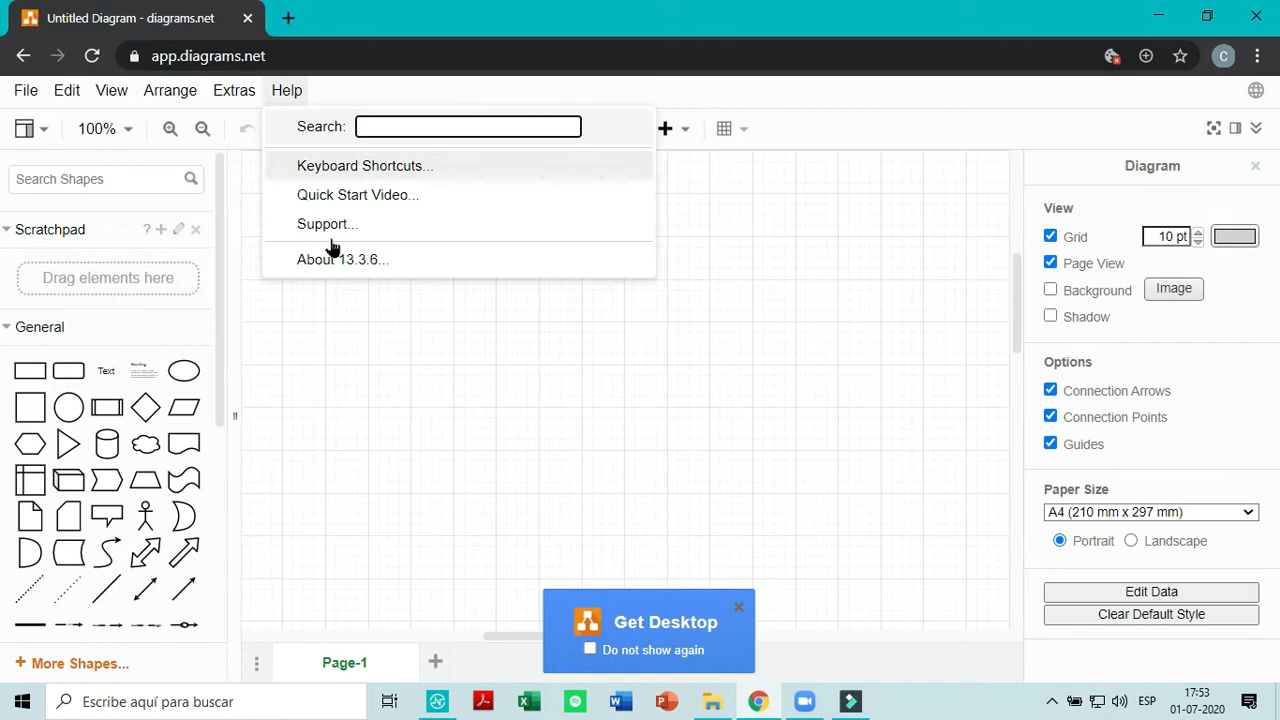 Untitled Diagram - diagrams.net
app.diagrams.net
C
File Edit View Arrange Extras Help
100%
Search:
Keyboard Shortcuts...
Quick Start Video...
Support...
About 13.3.6...
Search Shapes
Scratchpad
?
Drag elements here
General
Text
Heading
More Shapes...
Diagram
View
Grid 10 pt
Page View
Background Image
Shadow
Options
Connection Arrows
Connection Points
Guides
Paper Size
A4 (210 mm x 297 mm)
Portrait Landscape
Edit Data
Clear Default Style
Get Desktop
Do not show again
Page-1
Escribe aquí para buscar
ESP
17:53
01-07-2020